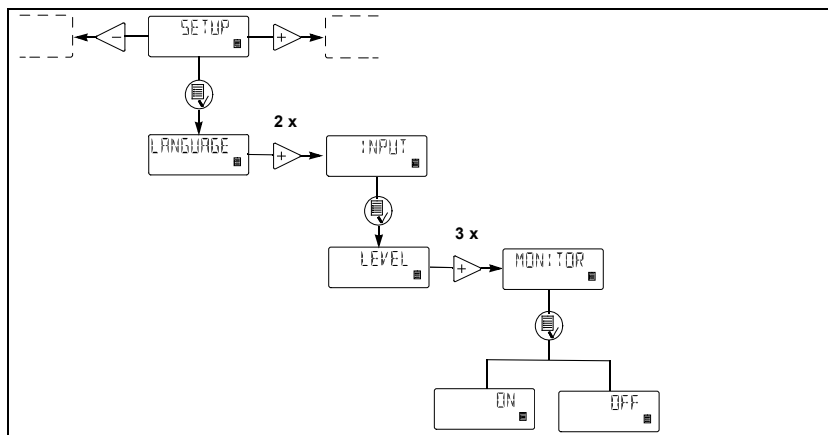 SETUP
2 x
LANGUAGE
INPUT
3 x
LEVEL
MONITOR
ON
OFF